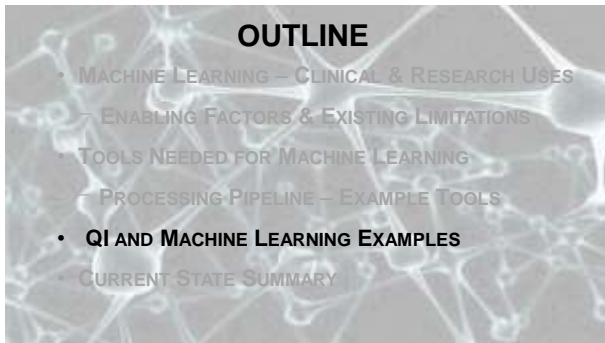 OUTLINE
• MACHINE LEARNING – CLINICAL & RESEARCH USES
– ENABLING FACTORS & EXISTING LIMITATIONS
• TOOLS NEEDED FOR MACHINE LEARNING
– PROCESSING PIPELINE – EXAMPLE TOOLS
• QI AND MACHINE LEARNING EXAMPLES
• CURRENT STATE SUMMARY